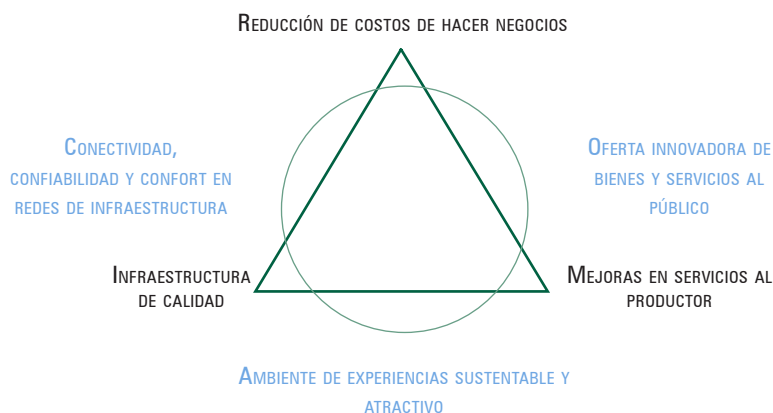 Reducción de costos de hacer negocios
Conectividad,
confiabilidad y confort en
redes de infraestructura
Oferta innovadora de
bienes y servicios al
público
Infraestructura
de calidad
Mejoras en servicios al
productor
Ambiente de experiencias sustentable y
atractivo